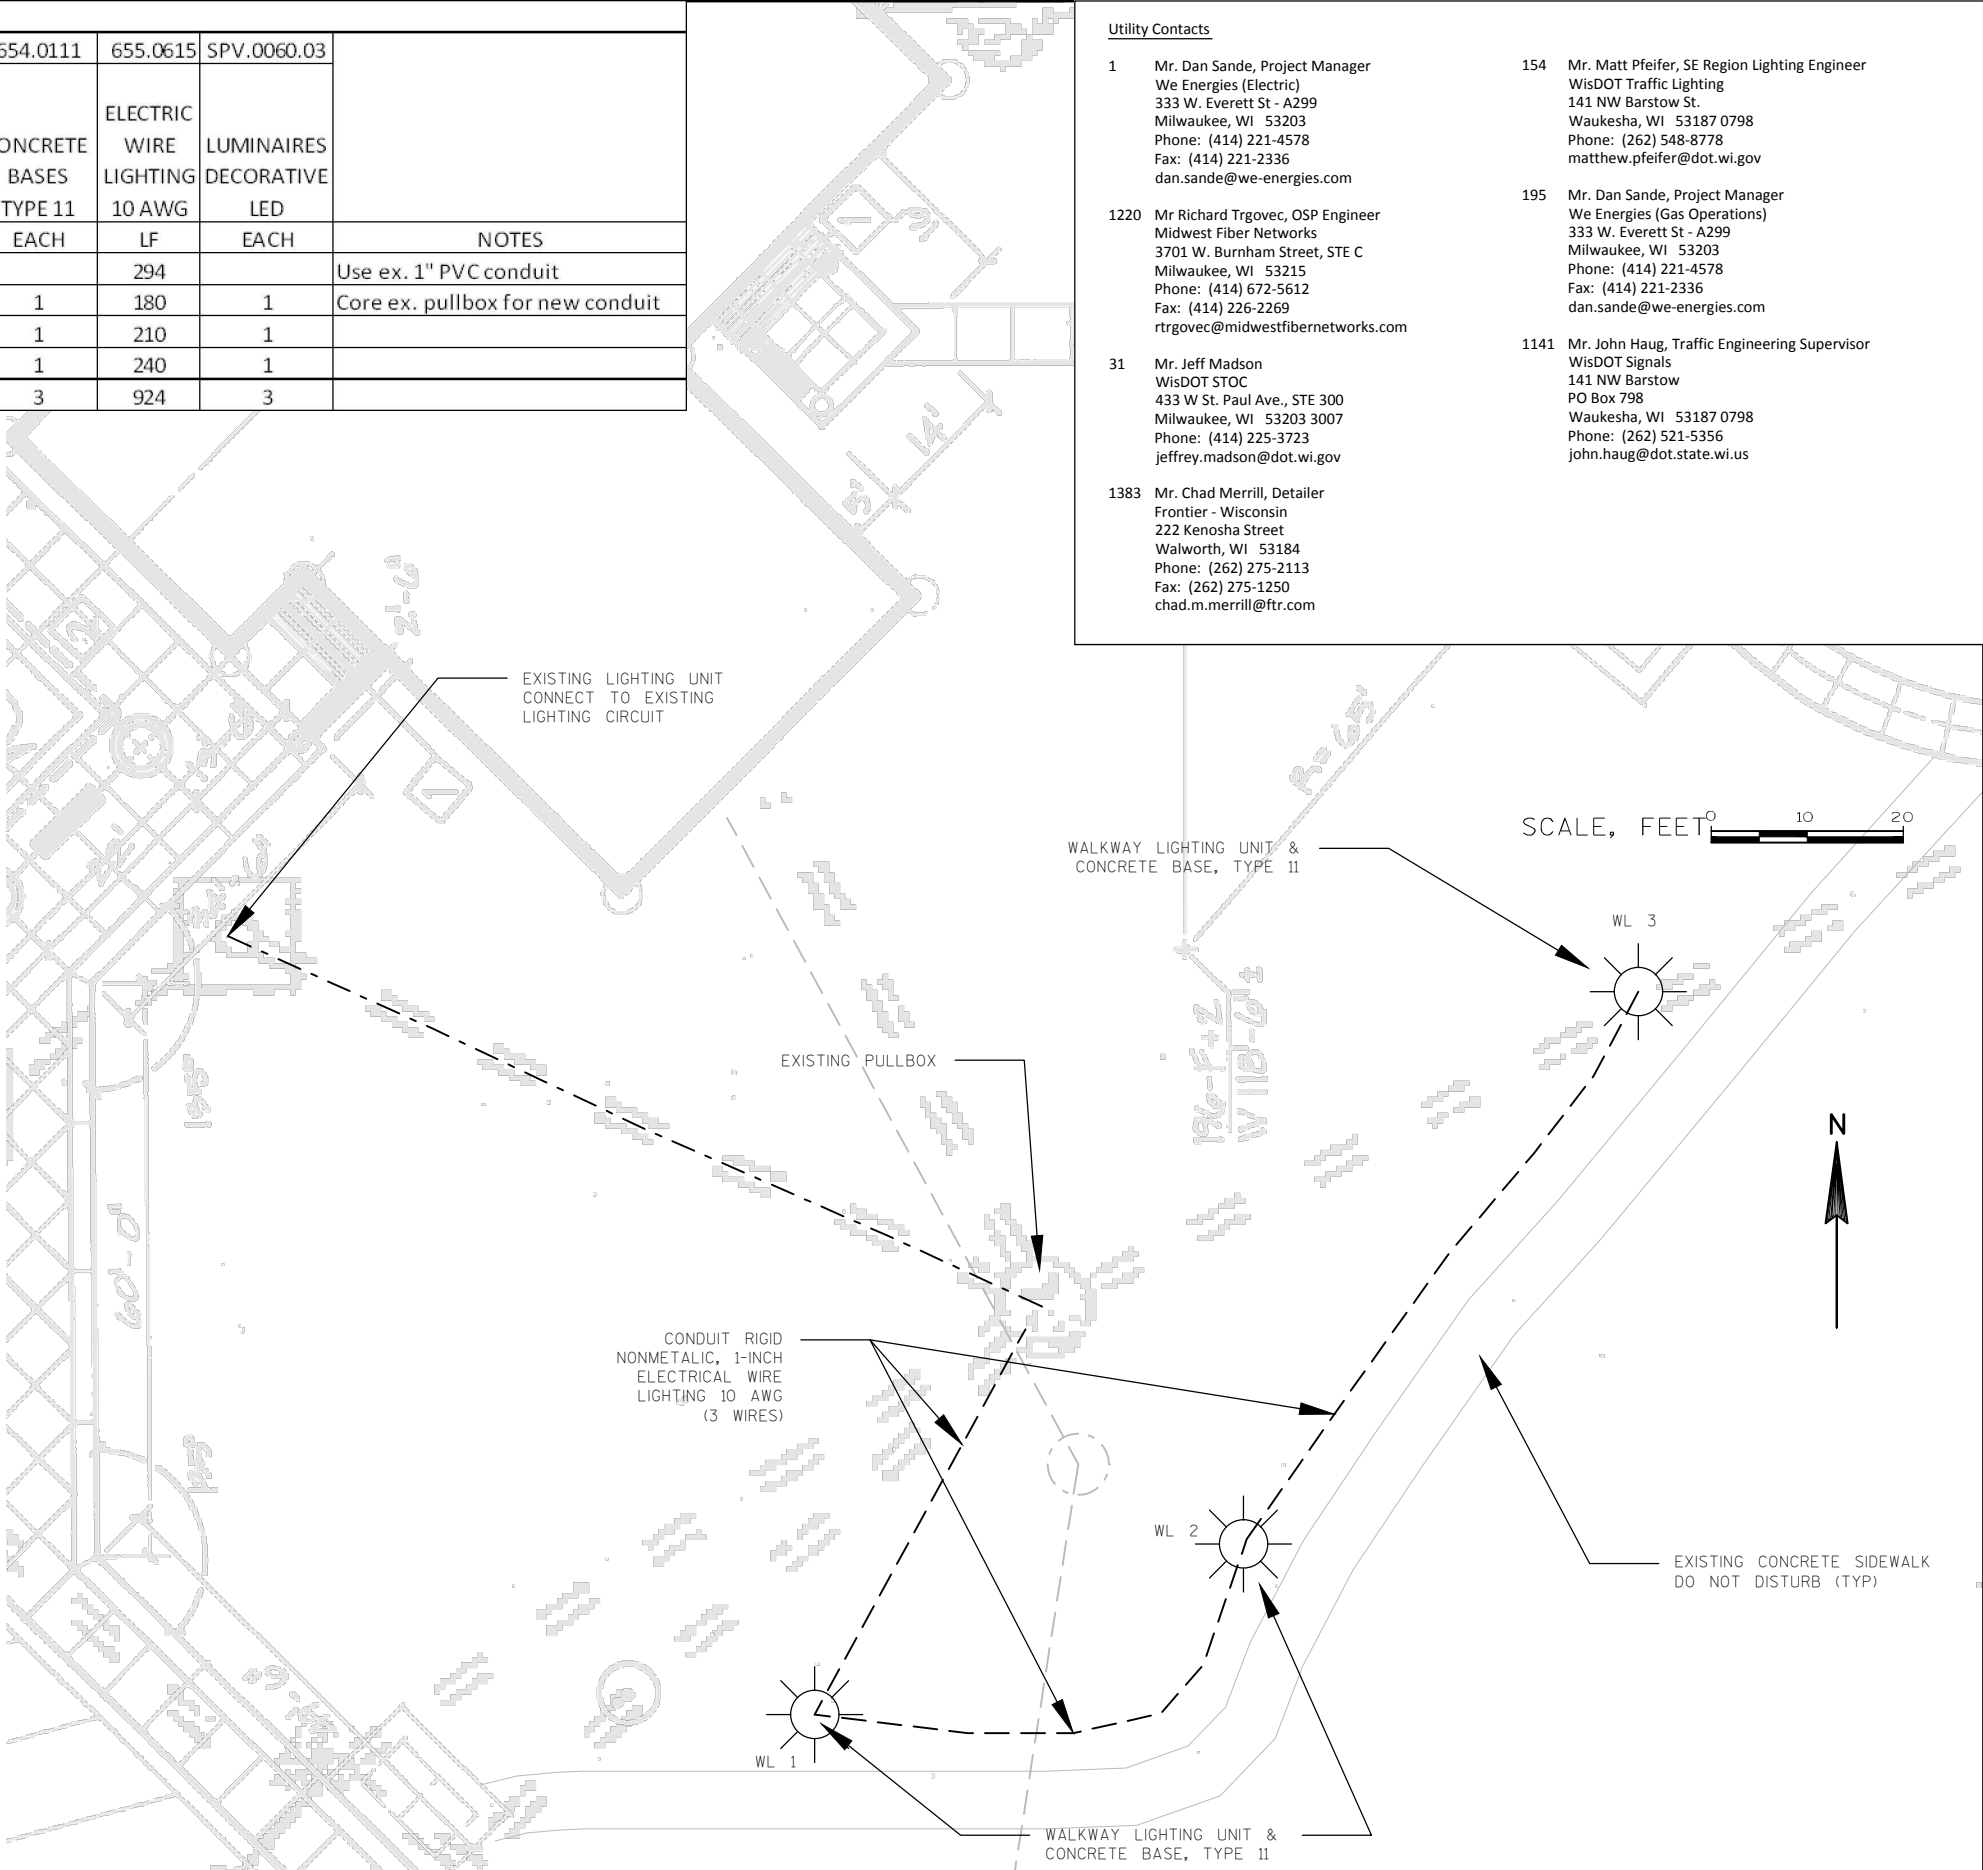 654.0111 655.0615 SPV.0060.03
ELECTRIC
ONCRETE WIRE LUMINAIRES
BASES LIGHTING DECORATIVE
TYPE 11 10 AWG LED
EACH LF EACH NOTES
294 Use ex. 1" PVC conduit
1 180 1 Core ex. pullbox for new conduit
1 210 1
1 240 1
3 924 3
Utility Contacts
1 Mr. Dan Sande, Project Manager
We Energies (Electric)
333 W. Everett St - A299
Milwaukee, WI 53203
Phone: (414) 221-4578
Fax: (414) 221-2336
dan.sande@we-energies.com
1220 Mr Richard Trgovec, OSP Engineer
Midwest Fiber Networks
3701 W. Burnham Street, STE C
Milwaukee, WI 53215
Phone: (414) 672-5612
Fax: (414) 226-2269
rtrgovec@midwestfibernetworks.com
31 Mr. Jeff Madson
WisDOT STOC
433 W St. Paul Ave., STE 300
Milwaukee, WI 53203 3007
Phone: (414) 225-3723
jeffrey.madson@dot.wi.gov
1383 Mr. Chad Merrill, Detailer
Frontier - Wisconsin
222 Kenosha Street
Walworth, WI 53184
Phone: (262) 275-2113
Fax: (262) 275-1250
chad.m.merrill@ftr.com
154 Mr. Matt Pfeifer, SE Region Lighting Engineer
WisDOT Traffic Lighting
141 NW Barstow St.
Waukesha, WI 53187 0798
Phone: (262) 548-8778
matthew.pfeifer@dot.wi.gov
195 Mr. Dan Sande, Project Manager
We Energies (Gas Operations)
333 W. Everett St - A299
Milwaukee, WI 53203
Phone: (414) 221-4578
Fax: (414) 221-2336
dan.sande@we-energies.com
1141 Mr. John Haug, Traffic Engineering Supervisor
WisDOT Signals
141 NW Barstow
PO Box 798
Waukesha, WI 53187 0798
Phone: (262) 521-5356
john.haug@dot.state.wi.us
14'
5'
2'-6"
EXISTING LIGHTING UNIT
CONNECT TO EXISTING
LIGHTING CIRCUIT
R=65'
SCALE, FEET 0 10 20
WALKWAY LIGHTING UNIT &
CONCRETE BASE, TYPE 11
WL 3
EXISTING PULLBOX
N
60'-0"
CONDUIT RIGID
NONMETALIC, 1-INCH
ELECTRICAL WIRE
LIGHTING 10 AWG
(3 WIRES)
WL 2
EXISTING CONCRETE SIDEWALK
DO NOT DISTURB (TYP)
WL 1
WALKWAY LIGHTING UNIT &
CONCRETE BASE, TYPE 11